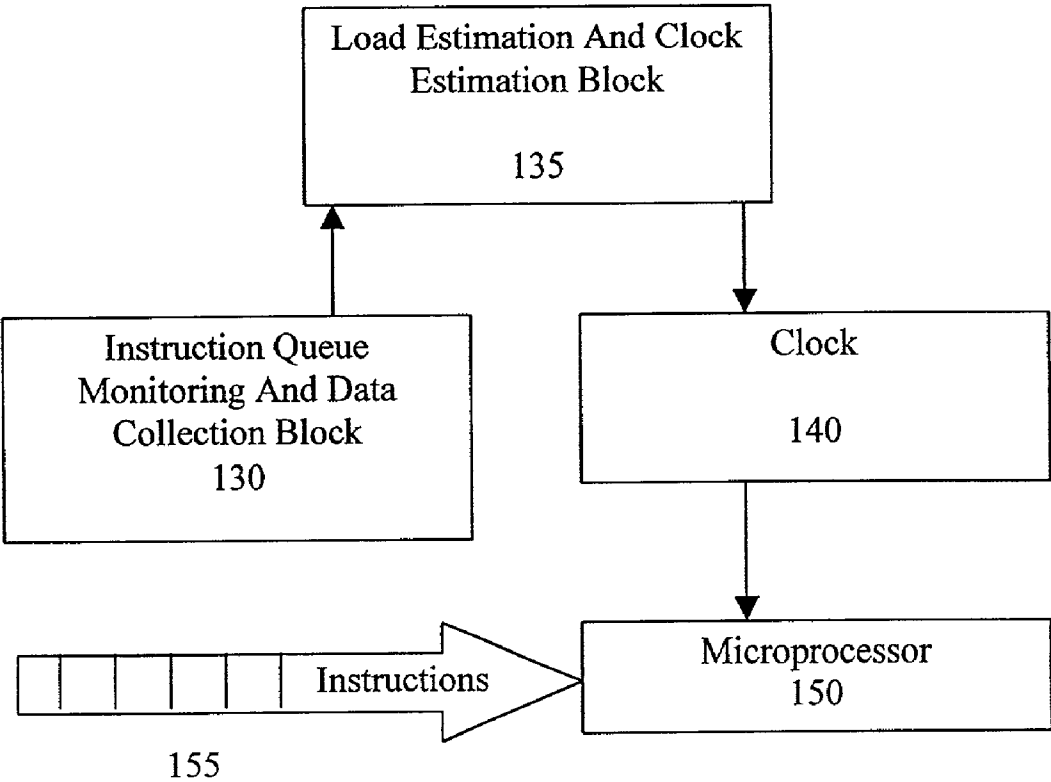 Load Estimation And Clock
Estimation Block
135
Instruction Queue
Monitoring And Data
Collection Block
130
Clock
140
Instructions
155
Microprocessor
150